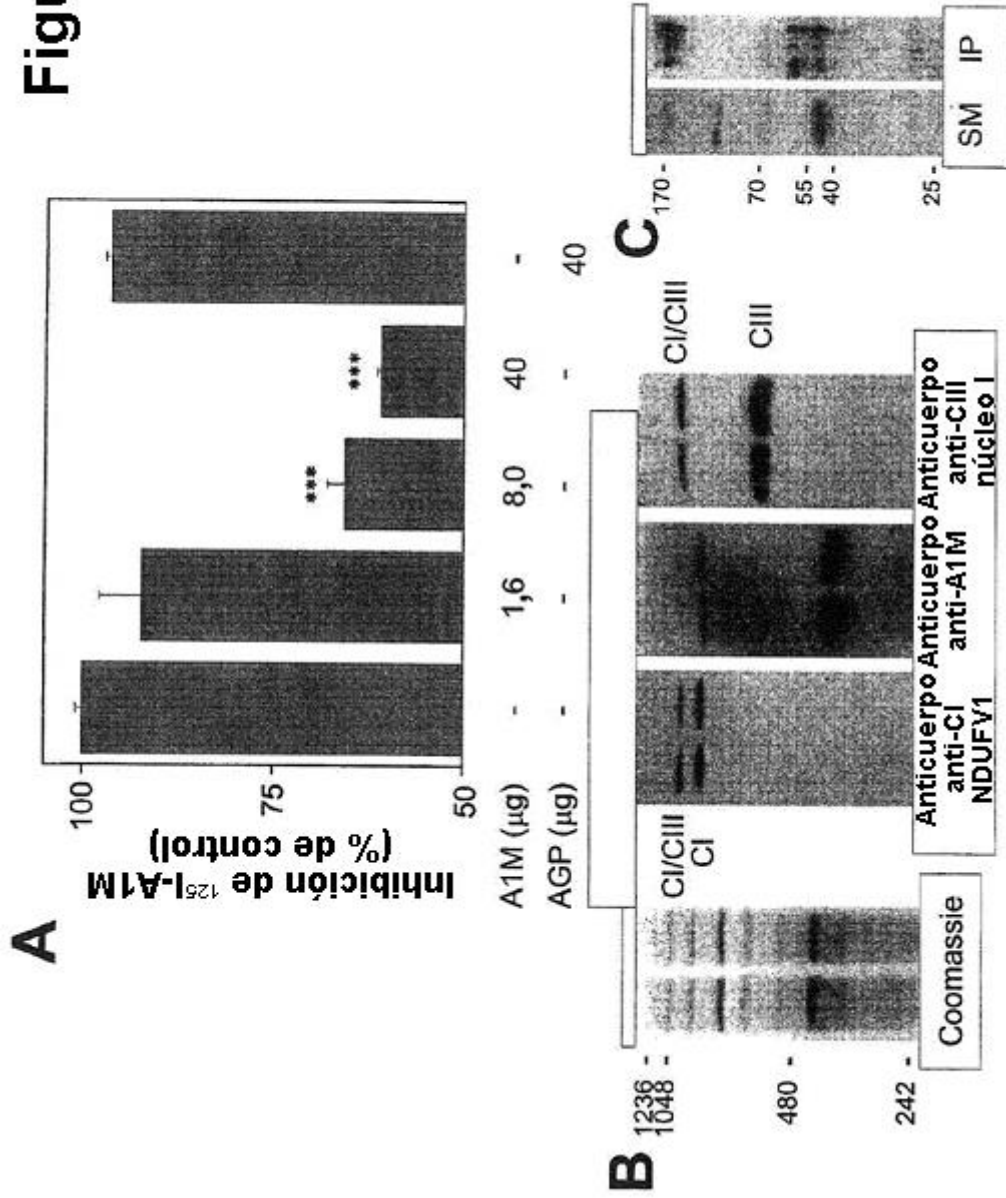 Figu
A
Inhibición de ¹²⁵I-A1M
(% de control)
100
75
50
A1M (µg) - 1,6 8,0 40 -
AGP (µg) - - - - 40
*** ***
B
1236 -
1048 -
480 -
242 -
Coomassie
CI/CIII
CI
CI/CIII
CIII
Anticuerpo Anticuerpo Anticuerpo
anti-CI anti-A1M anti-CIII
NDUFV1 núcleo I
C
170 -
70 -
55 -
40 -
25 -
SM IP